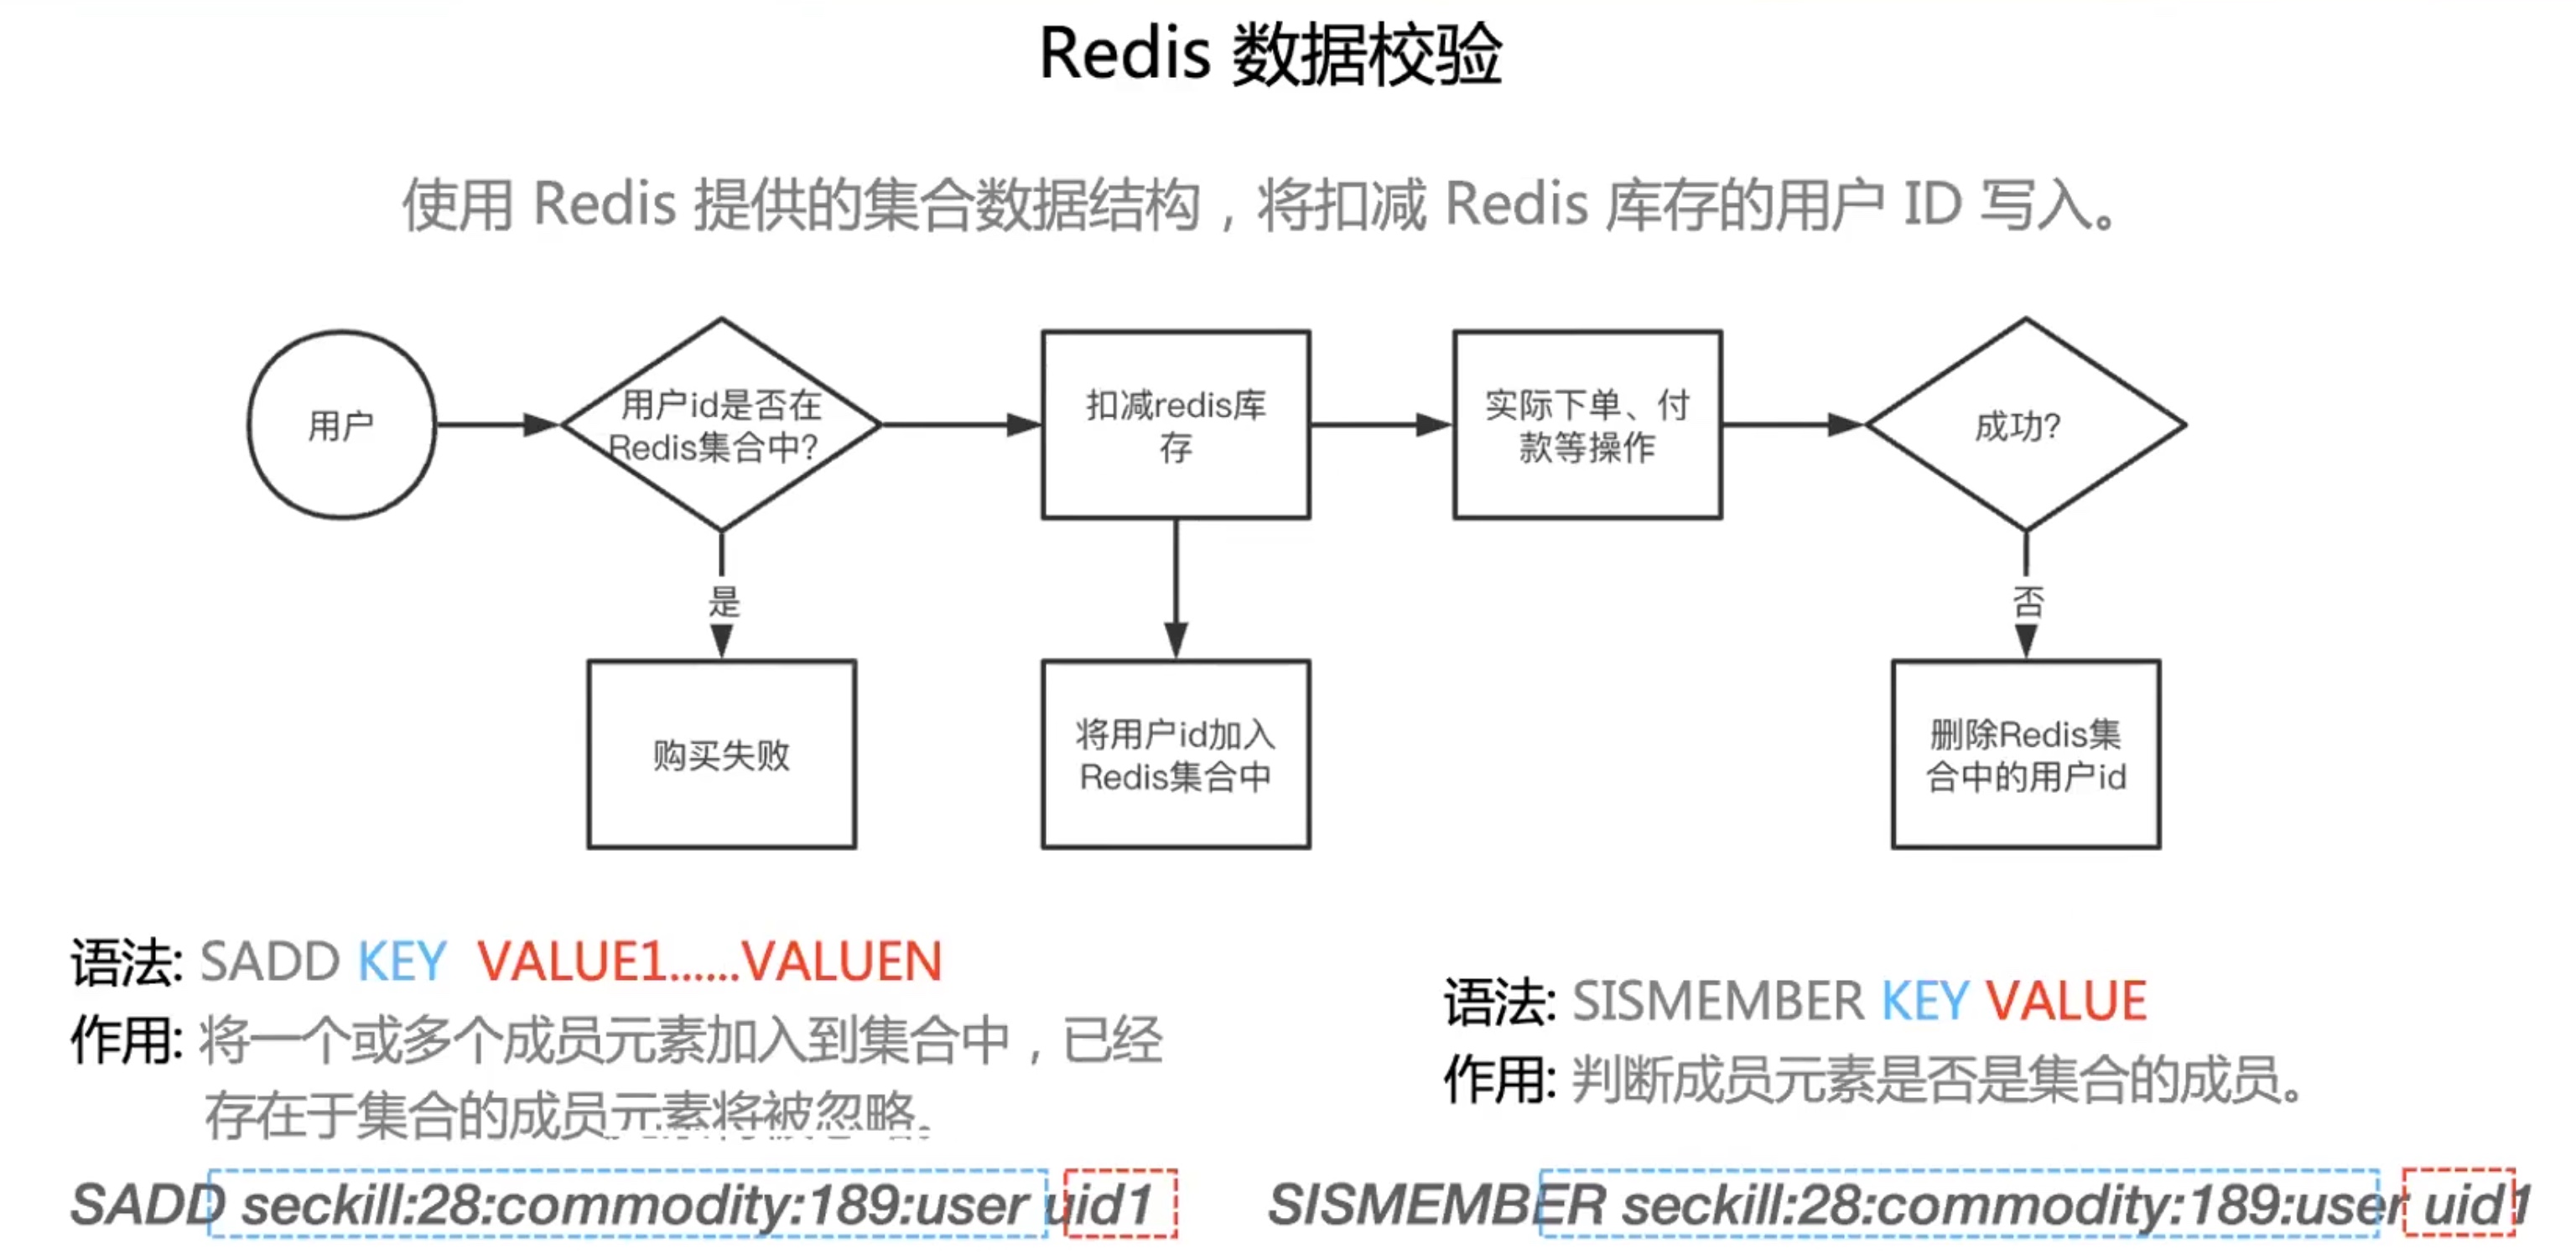 Redis 数据校验
使用 Redis 提供的集合数据结构，将扣减 Redis 库存的用户 ID 写入。
用户
用户id是否在
Redis集合中？
扣减redis库
存
实际下单、付
款等操作
成功？
是
否
购买失败
将用户id加入
Redis集合中
删除Redis集
合中的用户id
语法: SADD KEY VALUE1......VALUEN
作用: 将一个或多个成员元素加入到集合中，已经
存在于集合的成员元素将被忽略。
SADD seckill:28:commodity:189:user uid1
语法: SISMEMBER KEY VALUE
作用: 判断成员元素是否是集合的成员。
SISMEMBER seckill:28:commodity:189:user uid1